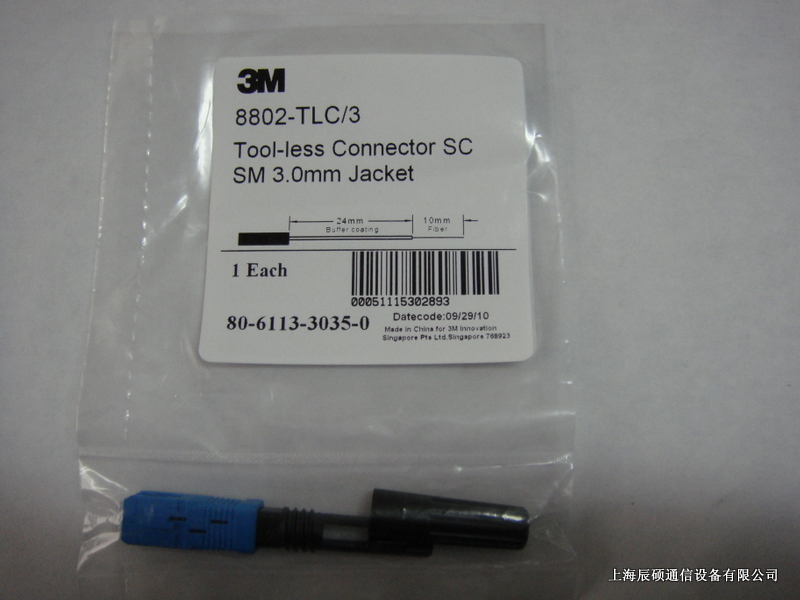 3M
8802-TLC/3
Tool-less Connector SC
SM 3.0mm Jacket
24mm
10mm
Buffer coating
Fiber
1 Each
00051115302893
80-6113-3035-0
Datecode:09/29/10
Made in China for 3M Innovation
Singapore Pte Ltd.Singapore 768923
上海辰硕通信设备有限公司